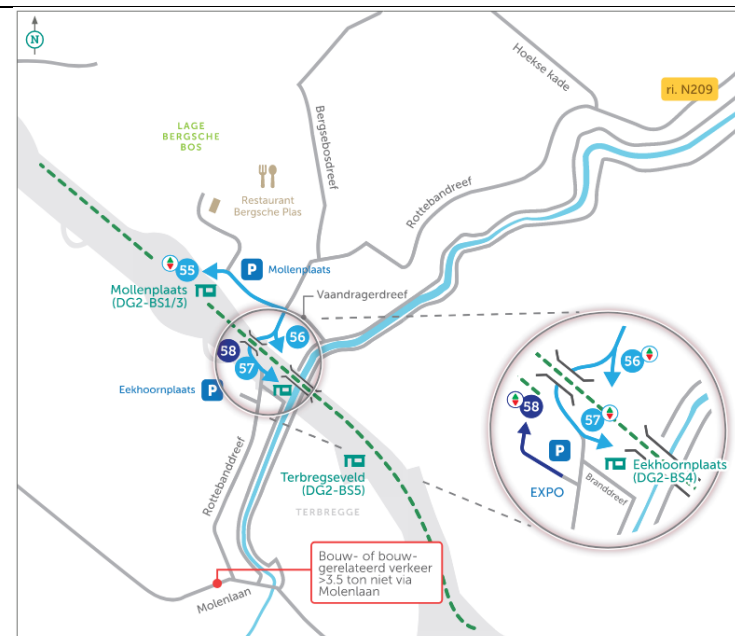 N
Hoekse kade
ri. N209
LAGE
BERGSCHE
BOS
Bergsebosdreef
Restaurant
Bergsche Plas
Rottebandreef
55
P
Mollenplaats
Mollenplaats
(DG2-BS1/3)
Vaandragerdreef
56
58
57
Eekhoornplaats
P
56
58
57
P
Eekhoornplaats
(DG2-BS4)
EXPO
Branddreef
Rottebanddreef
Terbregseveld
(DG2-BS5)
TERBREGGE
Bouw- of bouw-
gerelateerd verkeer
>3.5 ton niet via
Molenlaan
Molenlaan